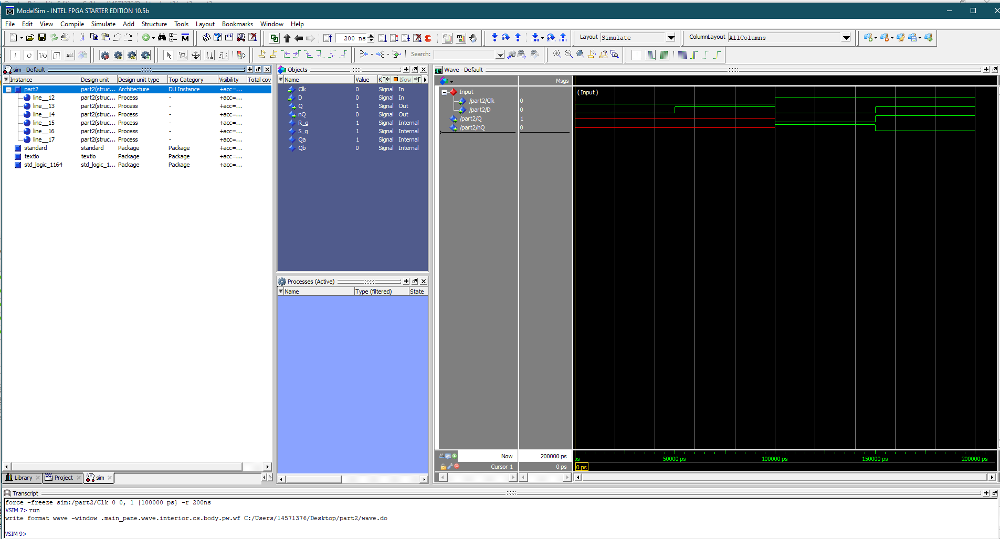 ModelSim - INTEL FPGA STARTER EDITION 10.5b
File Edit View Compile Simulate Add Structure Tools Layout Bookmarks Window Help
200 ns
Layout Simulate
ColumnLayout AllColumns
Search:
sim - Default
Instance Design unit Design unit type Top Category Visibility Total cov
part2 part2(struc... Architecture DU Instance +acc=...
line__12 part2(struc... Process - +acc=...
line__13 part2(struc... Process - +acc=...
line__14 part2(struc... Process - +acc=...
line__15 part2(struc... Process - +acc=...
line__16 part2(struc... Process - +acc=...
line__17 part2(struc... Process - +acc=...
standard standard Package Package +acc=...
textio textio Package Package +acc=...
std_logic_1164 std_logic_1... Package Package +acc=...
Library Project sim
Objects
Name Value K Now
Clk 0 Signal In
D 0 Signal In
Q 1 Signal Out
nQ 0 Signal Out
R_g 1 Signal Internal
S_g 1 Signal Internal
Qa 1 Signal Internal
Qb 0 Signal Internal
Processes (Active)
Name Type (filtered) State
Wave - Default
Msgs
Input (Input)
/part2/Clk 0
/part2/D 0
/part2/Q 1
/part2/nQ 0
Now 200000 ps
ps 50000 ps 100000 ps 150000 ps 200000 ps
Cursor 1 0 ps 0 ps
Transcript
force -freeze sim:/part2/Clk 0 0, 1 {100000 ps} -r 200ns
VSIM 7> run
write format wave -window .main_pane.wave.interior.cs.body.pw.wf C:/Users/14571376/Desktop/part2/wave.do
VSIM 9>